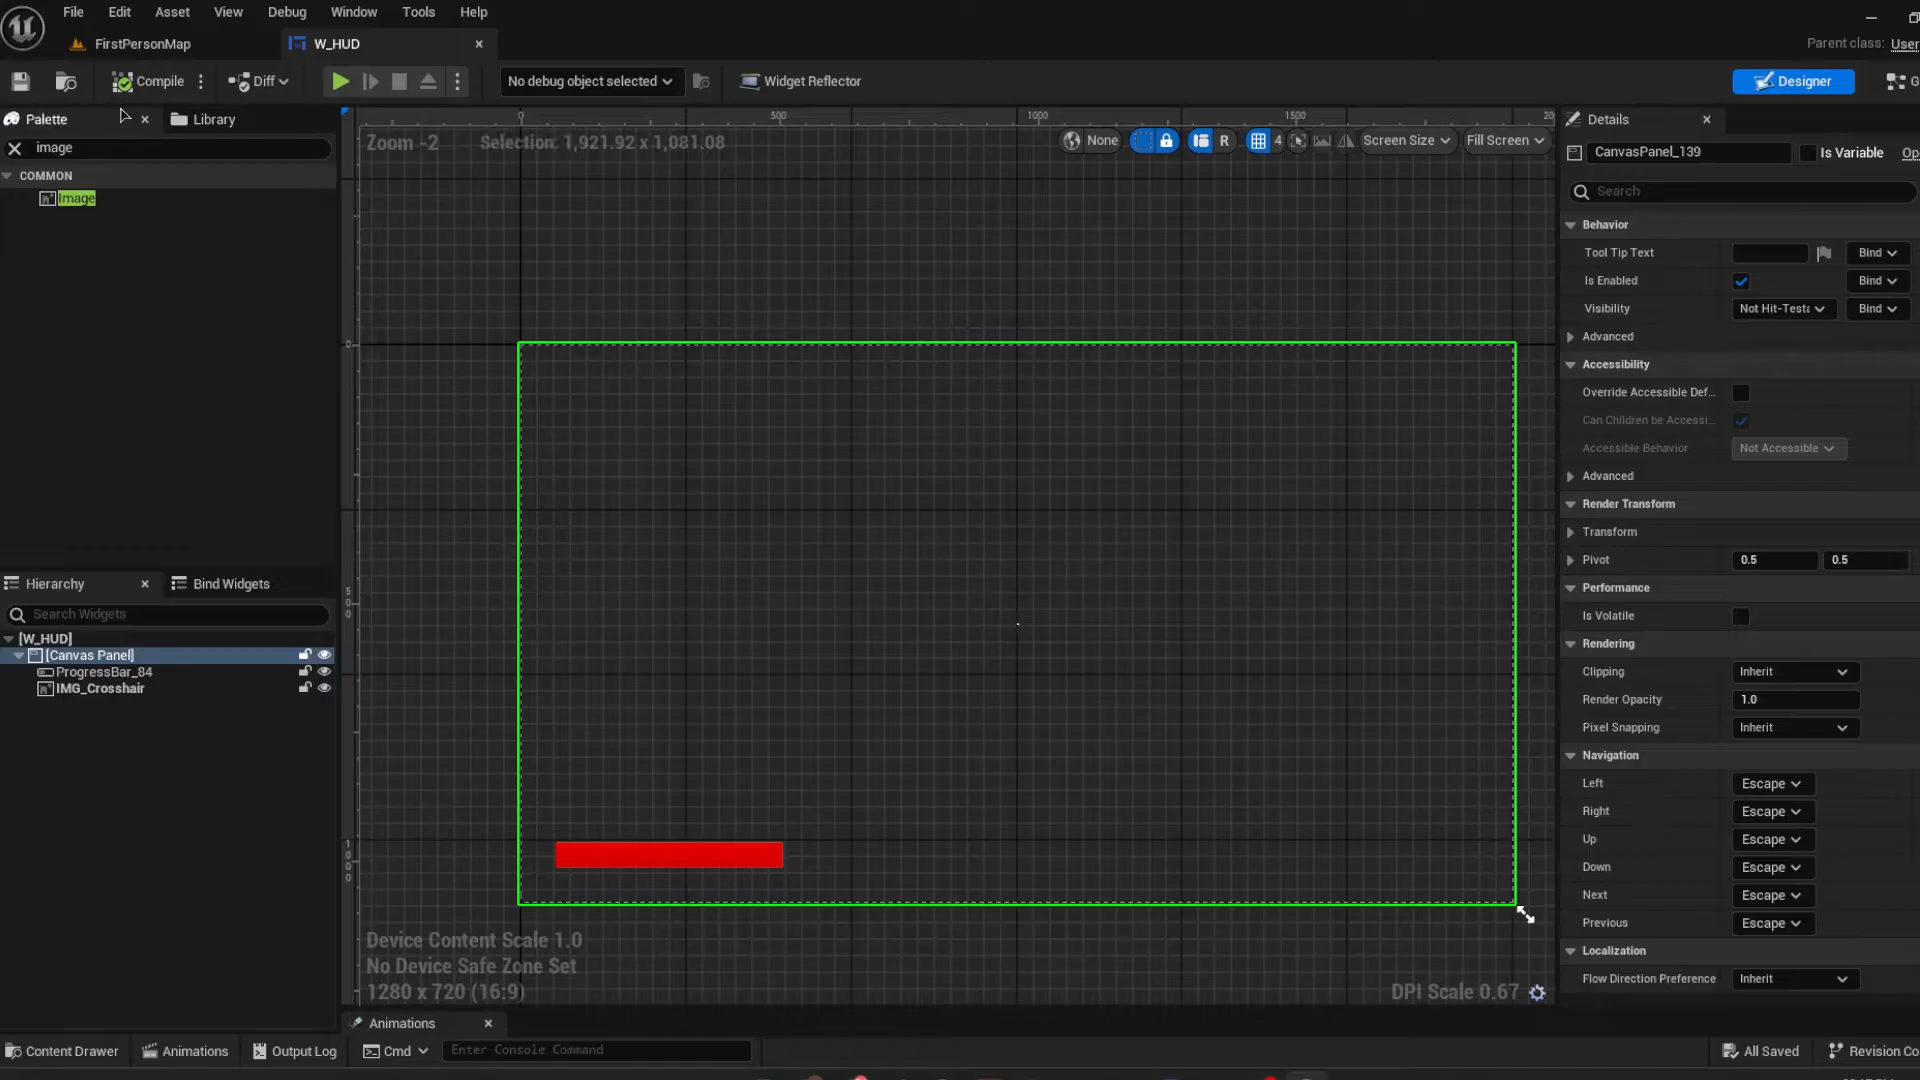 File Edit Asset View Debug Window Tools Help
FirstPersonMap W_HUD
Parent class: User
Compile Diff No debug object selected Widget Reflector Designer G
Palette Library
image
COMMON
Image
Zoom -2 Selection: 1,921.92 x 1,081.08
None R 4 Screen Size Fill Screen
0 500 1000 1500 20
0
500
1000
Device Content Scale 1.0
No Device Safe Zone Set
1280 x 720 (16:9)
DPI Scale 0.67
Hierarchy Bind Widgets
Search Widgets
[W_HUD]
[Canvas Panel]
ProgressBar_84
IMG_Crosshair
Details
CanvasPanel_139 Is Variable Op
Search
Behavior
Tool Tip Text Bind
Is Enabled Bind
Visibility Not Hit-Testa Bind
Advanced
Accessibility
Override Accessible Def...
Can Children be Accessi...
Accessible Behavior Not Accessible
Advanced
Render Transform
Transform
Pivot 0.5 0.5
Performance
Is Volatile
Rendering
Clipping Inherit
Render Opacity 1.0
Pixel Snapping Inherit
Navigation
Left Escape
Right Escape
Up Escape
Down Escape
Next Escape
Previous Escape
Localization
Flow Direction Preference Inherit
Animations
Content Drawer Animations Output Log Cmd Enter Console Command All Saved Revision Co